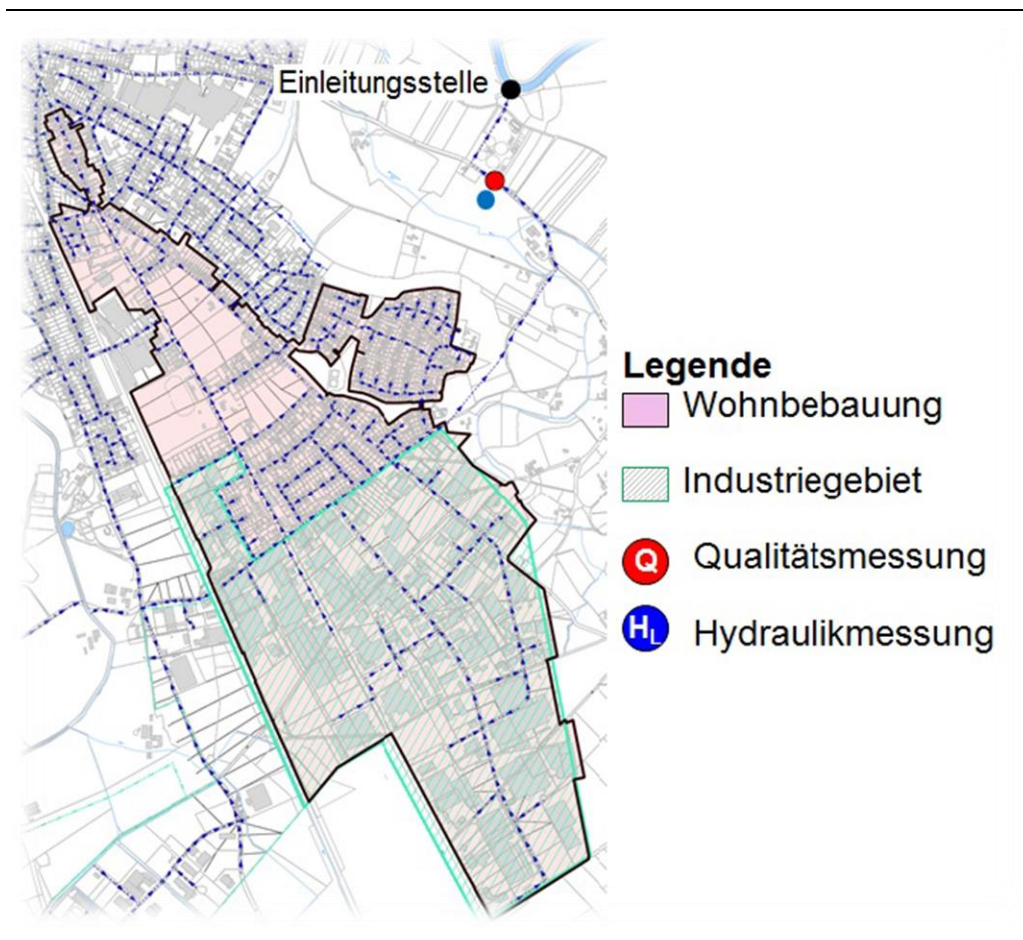 Einleitungsstelle
Legende
Wohnbebauung
Industriegebiet
Q Qualitätsmessung
HL Hydraulikmessung